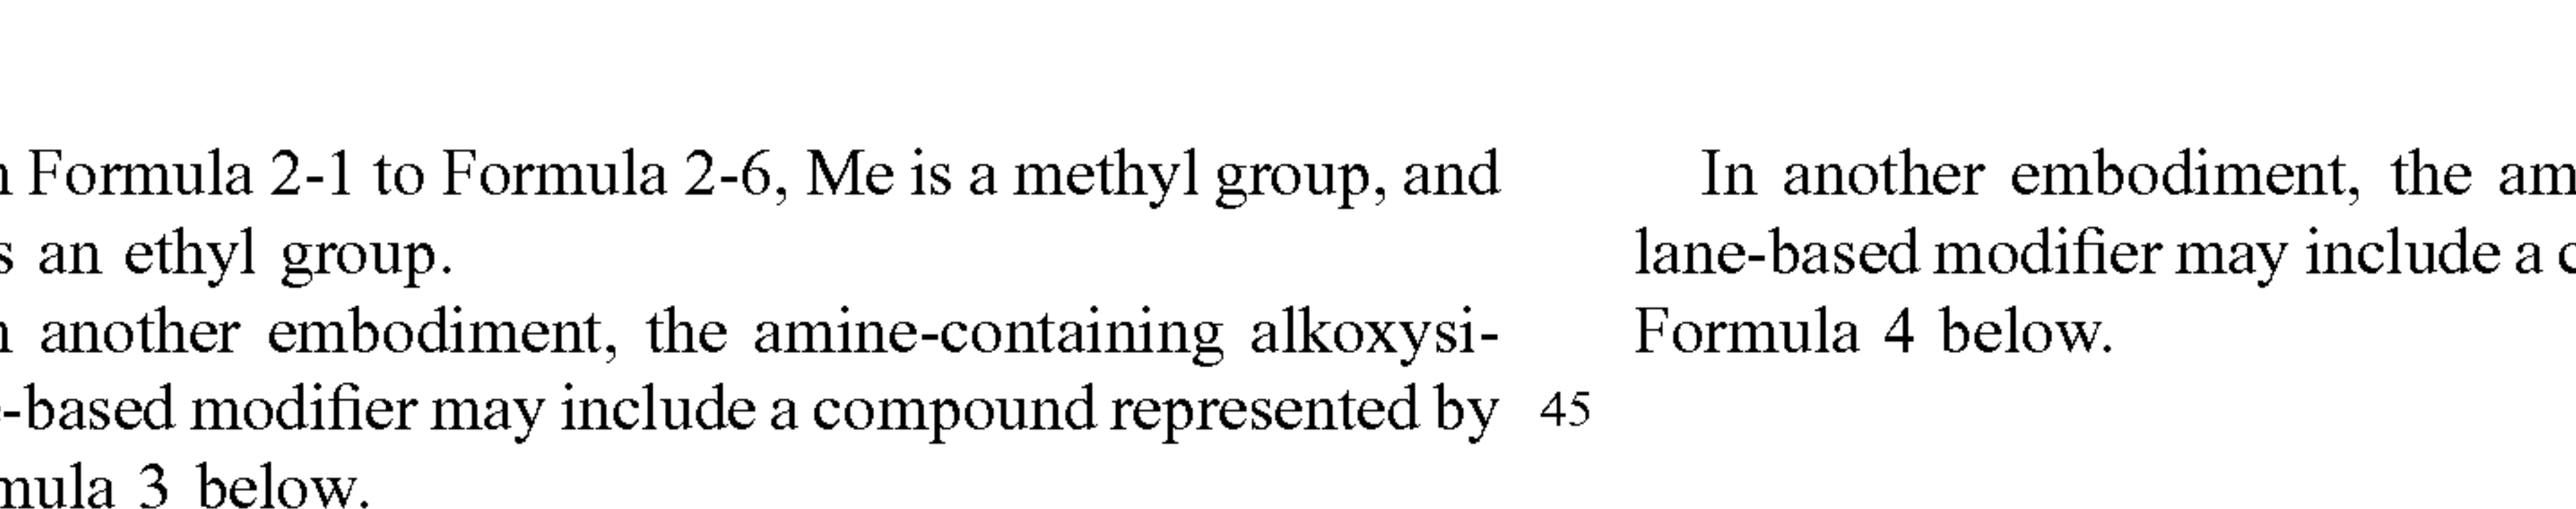 Formula 2-1 to Formula 2-6, Me is a methyl group, and
an ethyl group.
another embodiment, the amine-containing alkoxysi-
-based modifier may include a compound represented by
mula 3 below.
45
In another embodiment, the am
lane-based modifier may include a c
Formula 4 below.